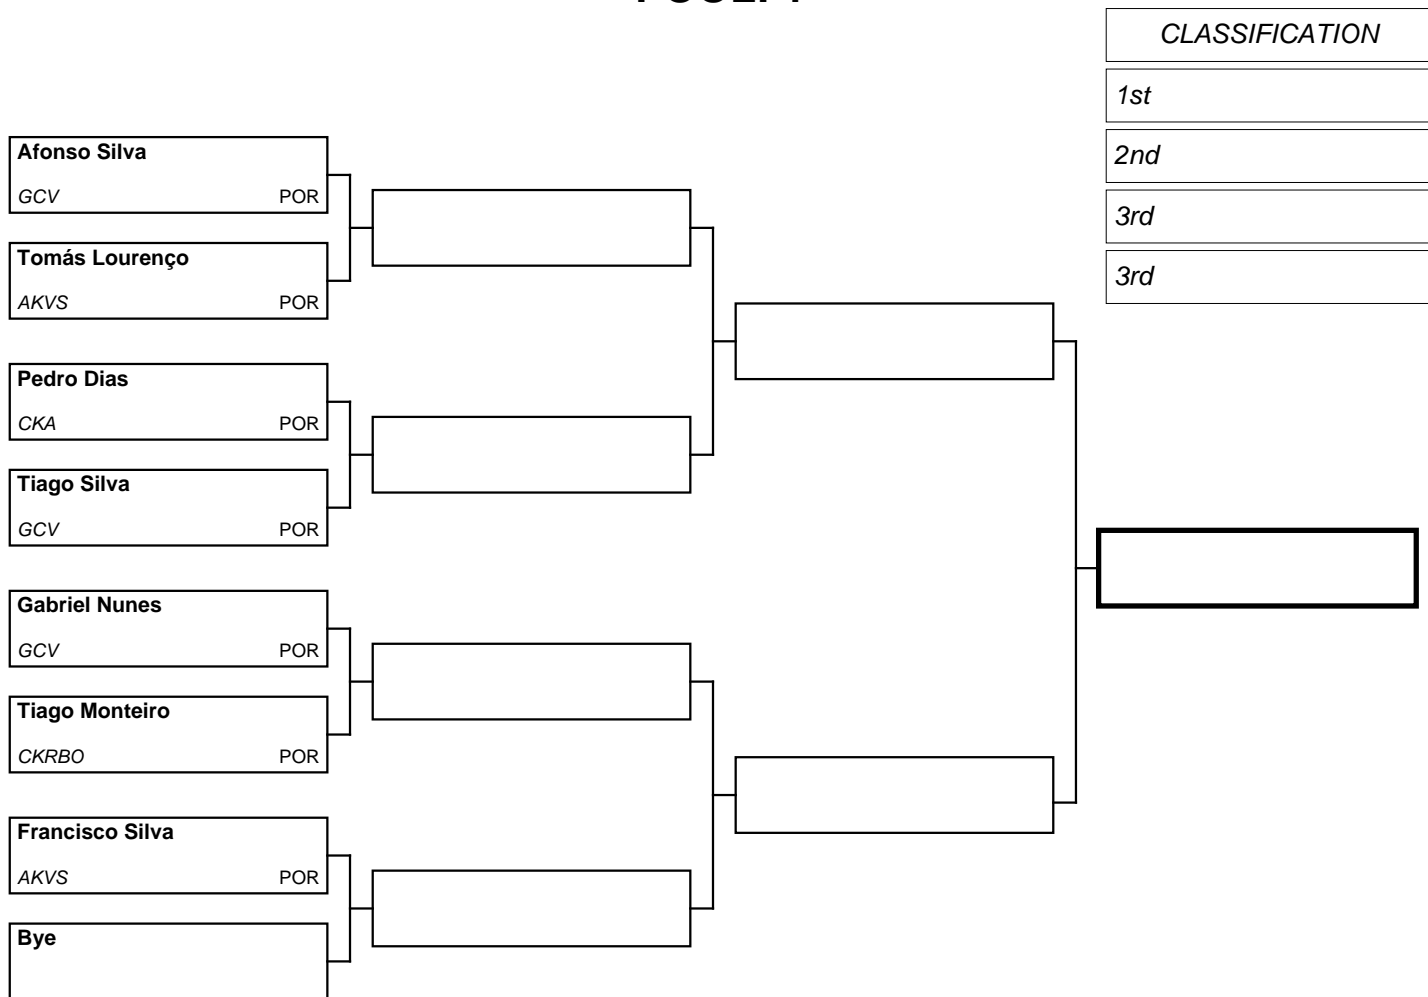 CLASSIFICATION
1st
2nd
3rd
3rd
Afonso Silva
GCV POR
Tomás Lourenço
AKVS POR
Pedro Dias
CKA POR
Tiago Silva
GCV POR
Gabriel Nunes
GCV POR
Tiago Monteiro
CKRBO POR
Francisco Silva
AKVS POR
Bye